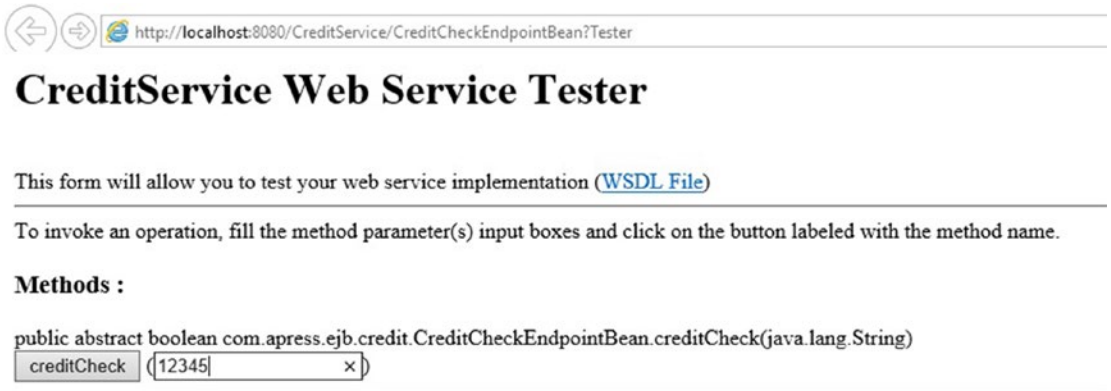 http://localhost:8080/CreditService/CreditCheckEndpointBean?Tester
CreditService Web Service Tester
This form will allow you to test your web service implementation (WSDL File)
To invoke an operation, fill the method parameter(s) input boxes and click on the button labeled with the method name.
Methods :
public abstract boolean com.apress.ejb.credit.CreditCheckEndpointBean.creditCheck(java.lang.String)
creditCheck (12345 ×)